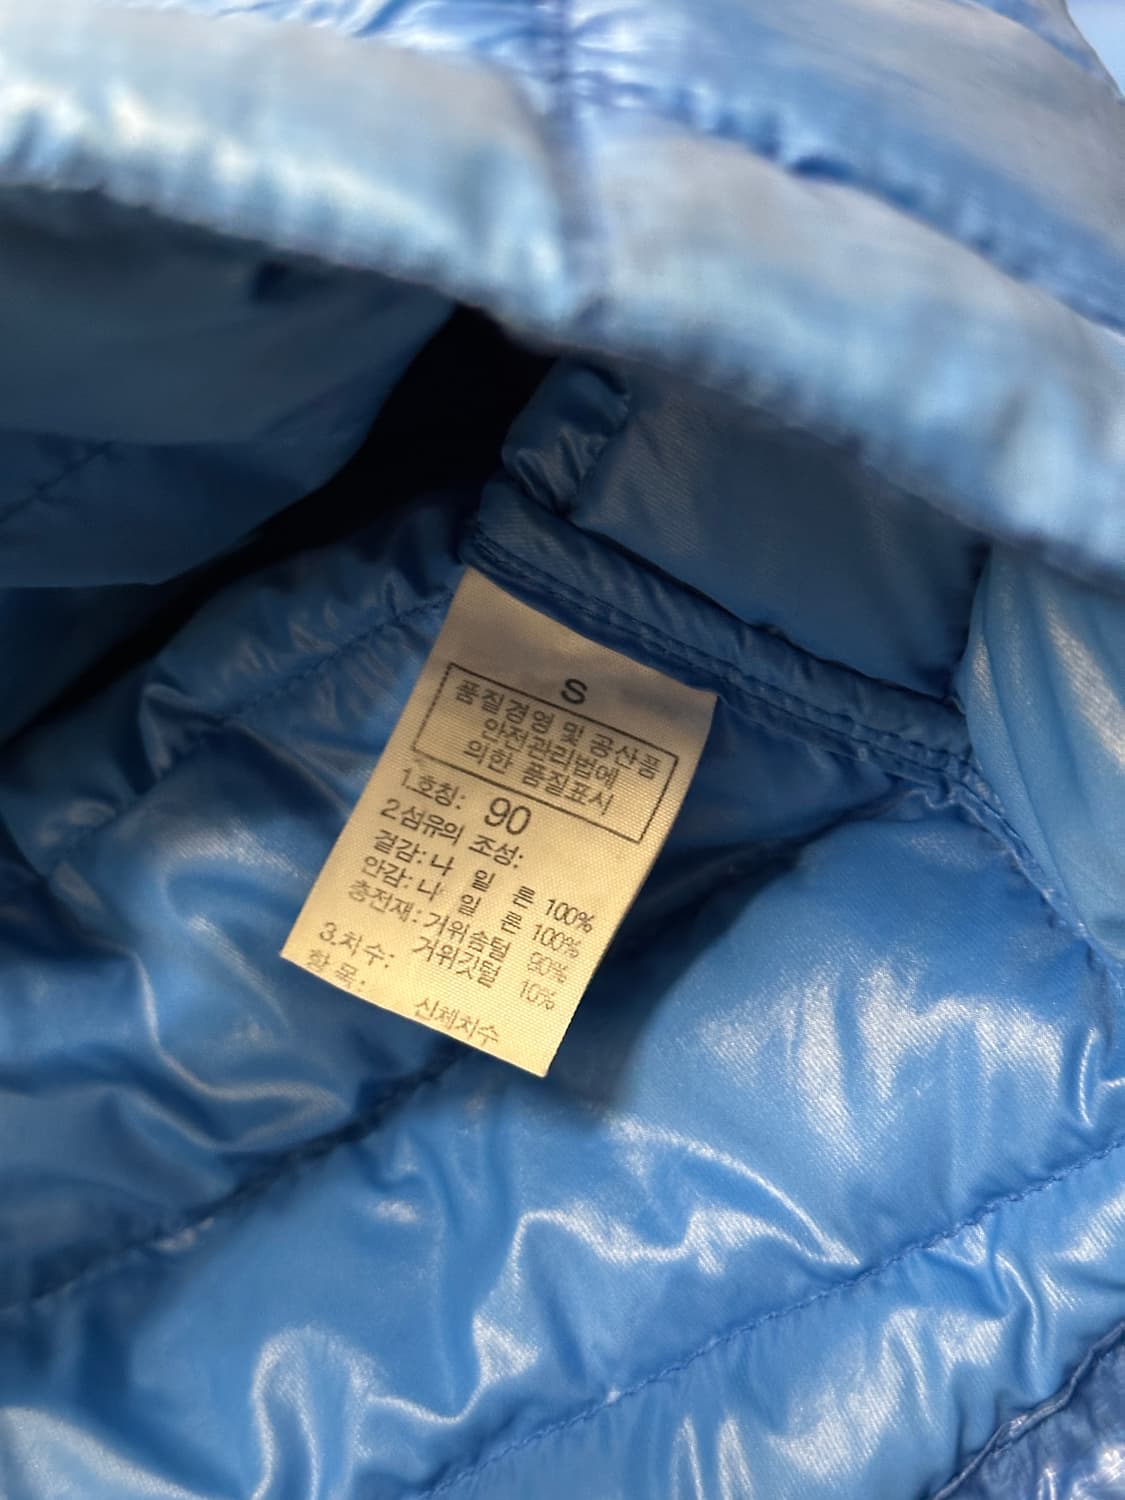 S
품질경영 및 공산품
안전관리법에
의한 품질표시
1.호칭: 90
2.섬유의 조성:
겉감: 나 일 론 100%
안감: 나 일 론 100%
충전재: 거위솜털 90%
거위깃털 10%
3.치수:
항 목: 신체치수